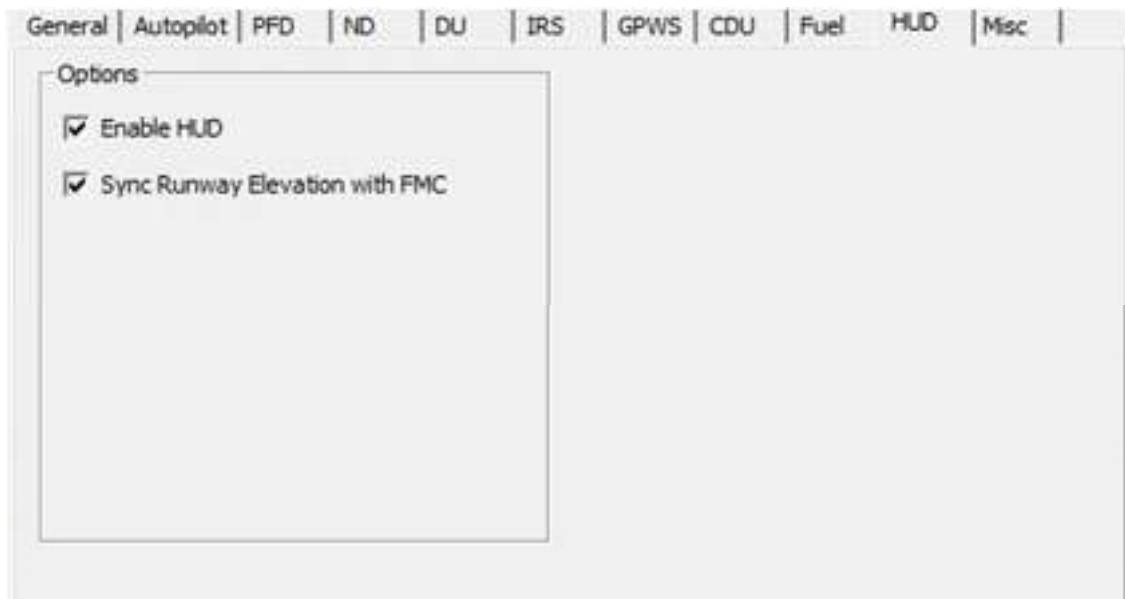 General Autopilot PFD ND DU IRS GPWS CDU Fuel HUD Misc
Options
Enable HUD
Sync Runway Elevation with FMC